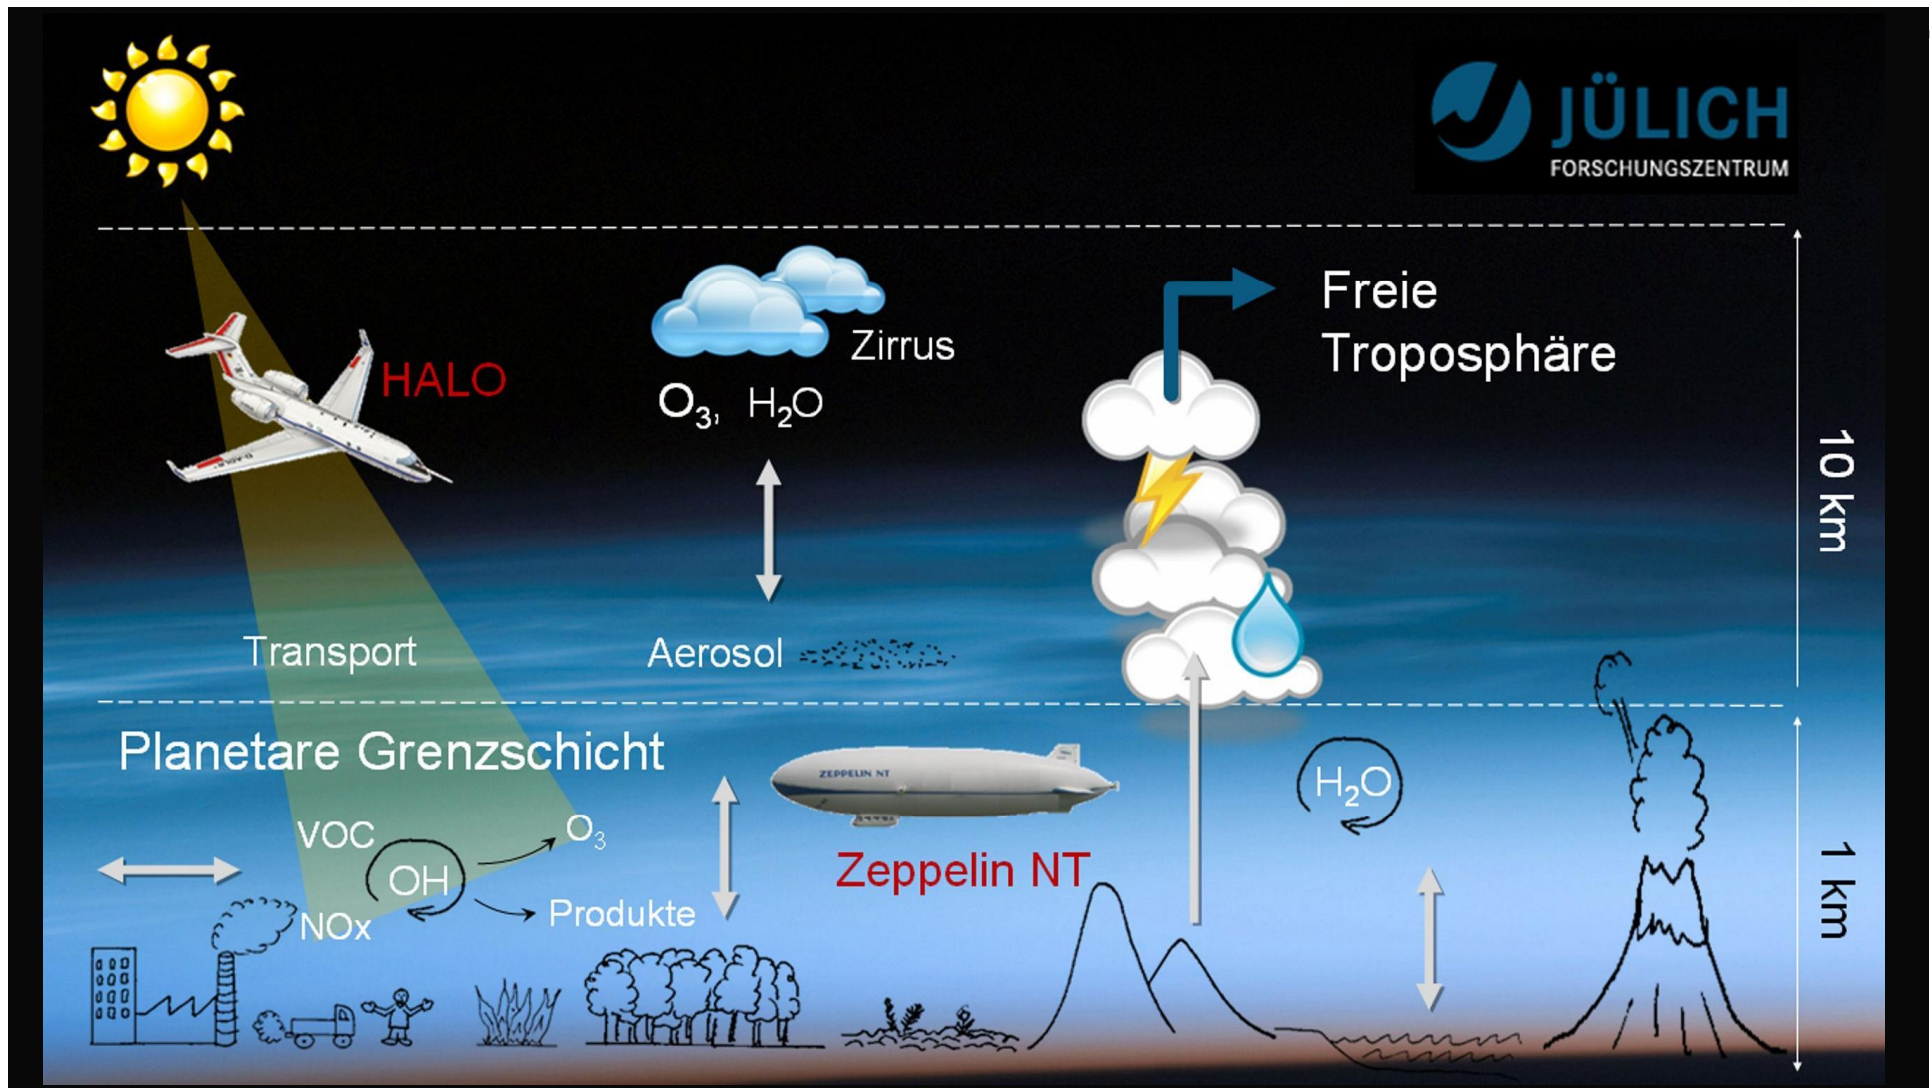 JÜLICH
FORSCHUNGSZENTRUM
Freie
Troposphäre
HALO
Zirrus
O₃, H₂O
10 km
Transport
Aerosol
Planetare Grenzschicht
ZEPPELIN NT
H₂O
VOC
O₃
OH
Zeppelin NT
1 km
NOx
Produkte